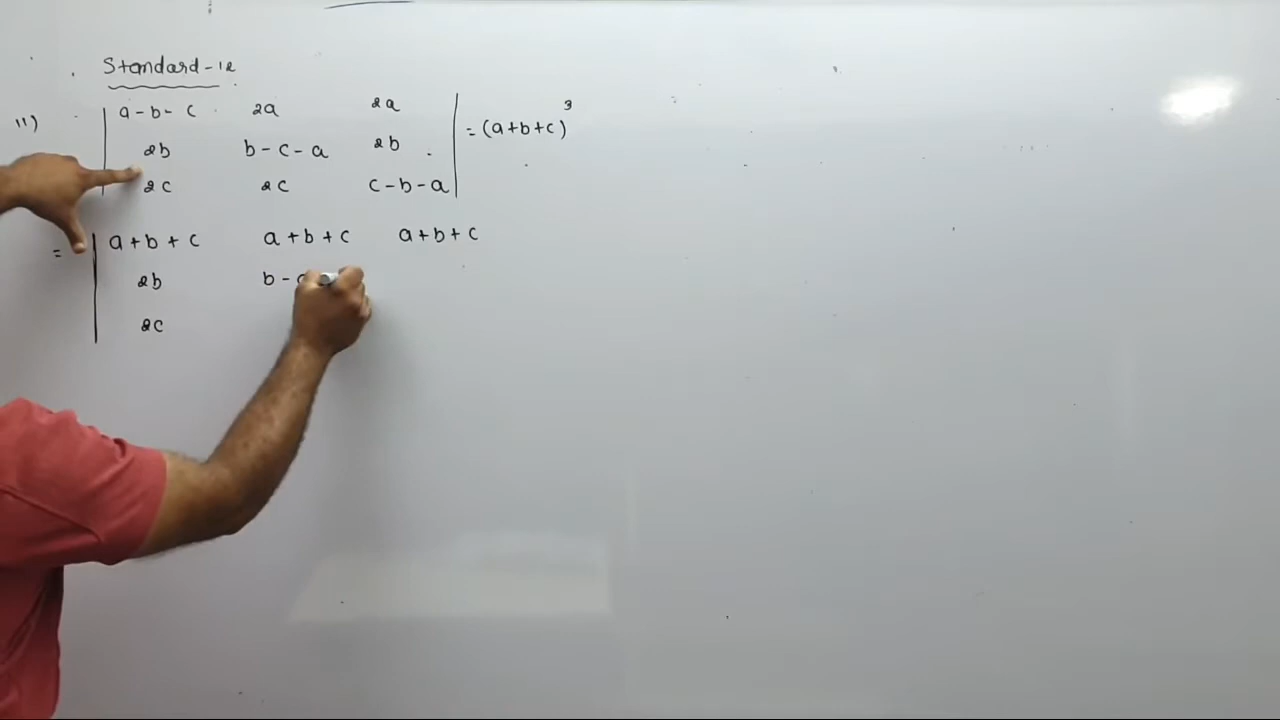 Standard-12
11) | a-b-c 2a 2a | = (a+b+c)³
2b b-c-a 2b
2c 2c c-b-a
= | a+b+c a+b+c a+b+c
2b b-
2c